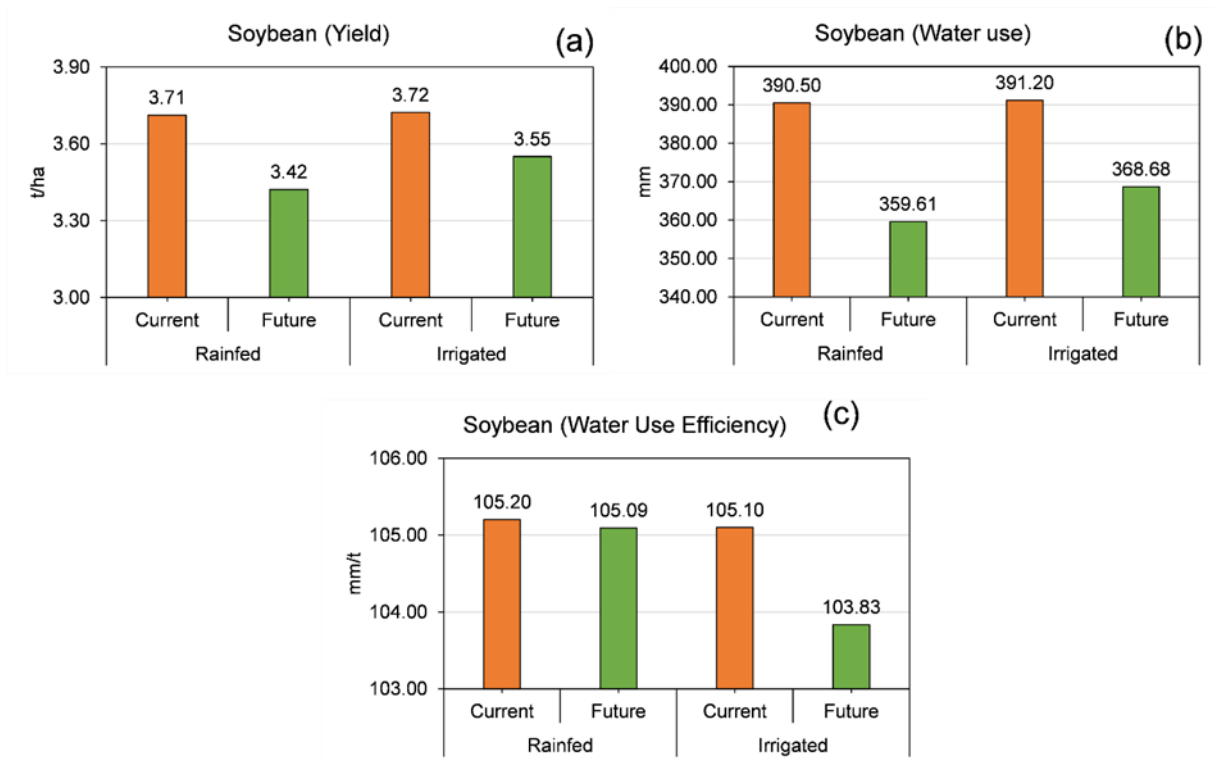 Soybean (Yield)
(a)
3.90
3.60
3.30
3.00
t/ha
3.71
3.42
3.72
3.55
Current Future Current Future
Rainfed Irrigated
Soybean (Water use)
(b)
400.00
390.00
380.00
370.00
360.00
350.00
340.00
mm
390.50
359.61
391.20
368.68
Current Future Current Future
Rainfed Irrigated
Soybean (Water Use Efficiency)
(c)
106.00
105.00
104.00
103.00
mm/t
105.20
105.09
105.10
103.83
Current Future Current Future
Rainfed Irrigated